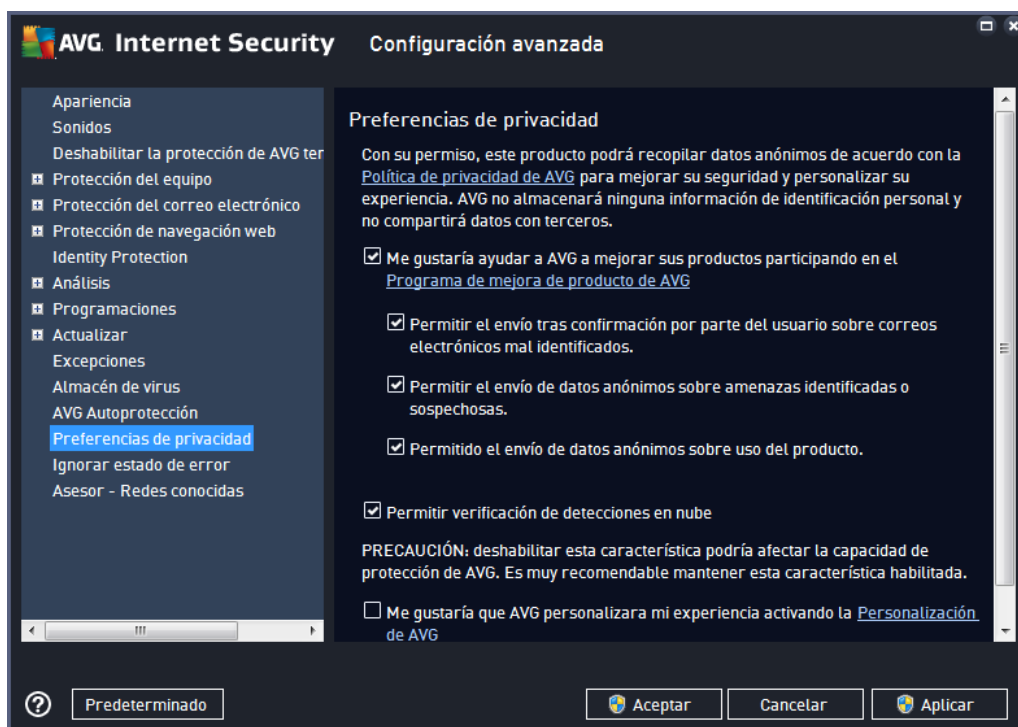 AVG. Internet Security
Configuración avanzada
Apariencia
Sonidos
Deshabilitar la protección de AVG ter
Protección del equipo
Protección del correo electrónico
Protección de navegación web
Identity Protection
Análisis
Programaciones
Actualizar
Excepciones
Almacén de virus
AVG Autoprotección
Preferencias de privacidad
Ignorar estado de error
Asesor - Redes conocidas
Preferencias de privacidad
Con su permiso, este producto podrá recopilar datos anónimos de acuerdo con la
Política de privacidad de AVG para mejorar su seguridad y personalizar su
experiencia. AVG no almacenará ninguna información de identificación personal y
no compartirá datos con terceros.
Me gustaría ayudar a AVG a mejorar sus productos participando en el
Programa de mejora de producto de AVG
Permitir el envío tras confirmación por parte del usuario sobre correos
electrónicos mal identificados.
Permitir el envío de datos anónimos sobre amenazas identificadas o
sospechosas.
Permitido el envío de datos anónimos sobre uso del producto.
Permitir verificación de detecciones en nube
PRECAUCIÓN: deshabilitar esta característica podría afectar la capacidad de
protección de AVG. Es muy recomendable mantener esta característica habilitada.
Me gustaría que AVG personalizara mi experiencia activando la Personalización
de AVG
Predeterminado
Aceptar
Cancelar
Aplicar